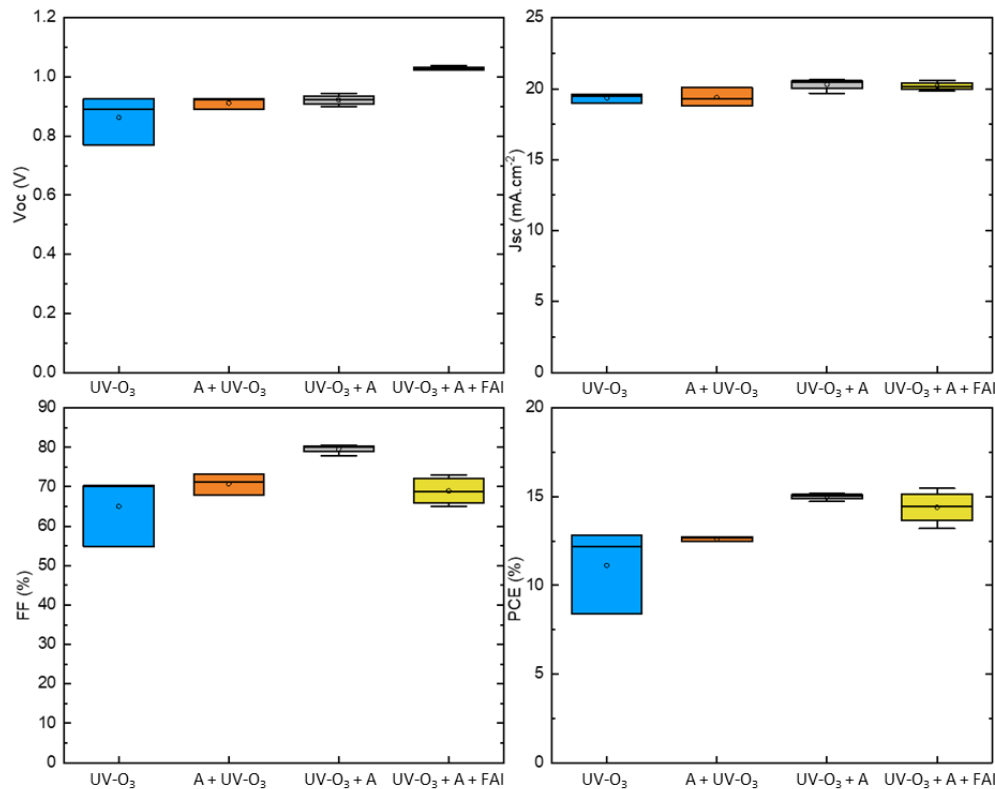 1.2
1.0
0.8
0.6
0.4
0.2
0.0
Voc (V)
UV-O₃
A + UV-O₃
UV-O₃ + A
UV-O₃ + A + FAI
25
20
15
10
5
0
Jsc (mA.cm⁻²)
UV-O₃
A + UV-O₃
UV-O₃ + A
UV-O₃ + A + FAI
90
80
70
60
50
40
30
20
10
0
FF (%)
UV-O₃
A + UV-O₃
UV-O₃ + A
UV-O₃ + A + FAI
20
15
10
5
0
PCE (%)
UV-O₃
A + UV-O₃
UV-O₃ + A
UV-O₃ + A + FAI